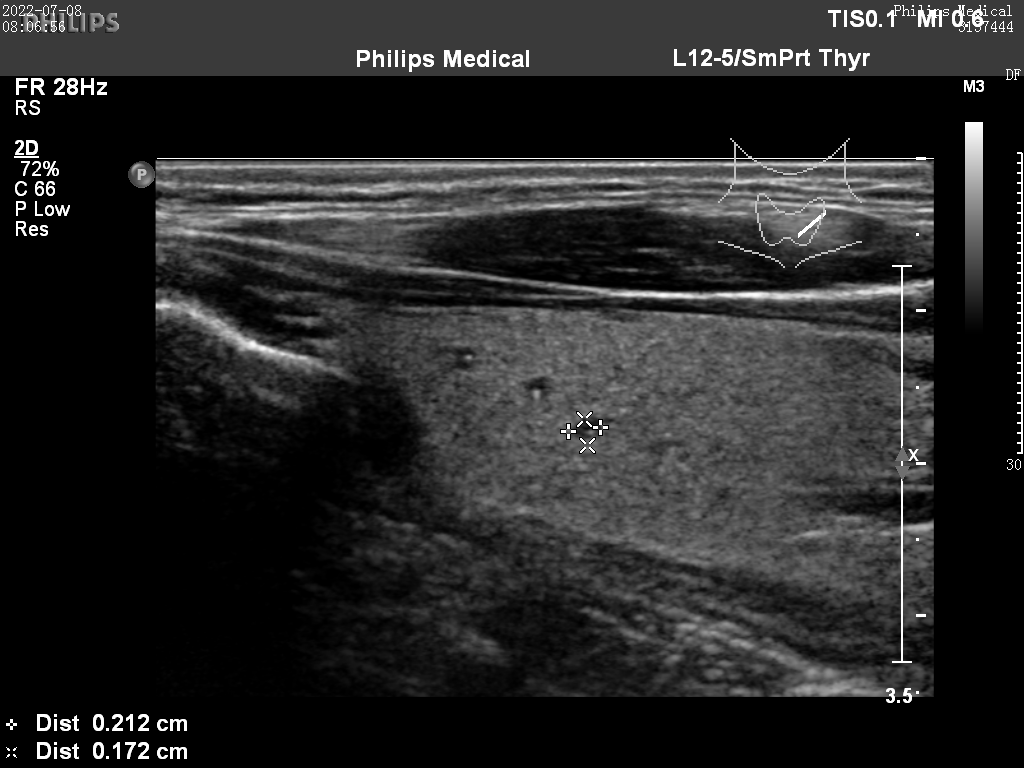 2022-07-08
08:06:56
PHILIPS
TIS0.1 MI 0.6
Philips Medical
Philips Medical
L12-5/SmPrt Thyr
DF
FR 28Hz
RS
M3
2D
72%
C 66
P Low
Res
P
X
30
3.5
Dist 0.212 cm
Dist 0.172 cm